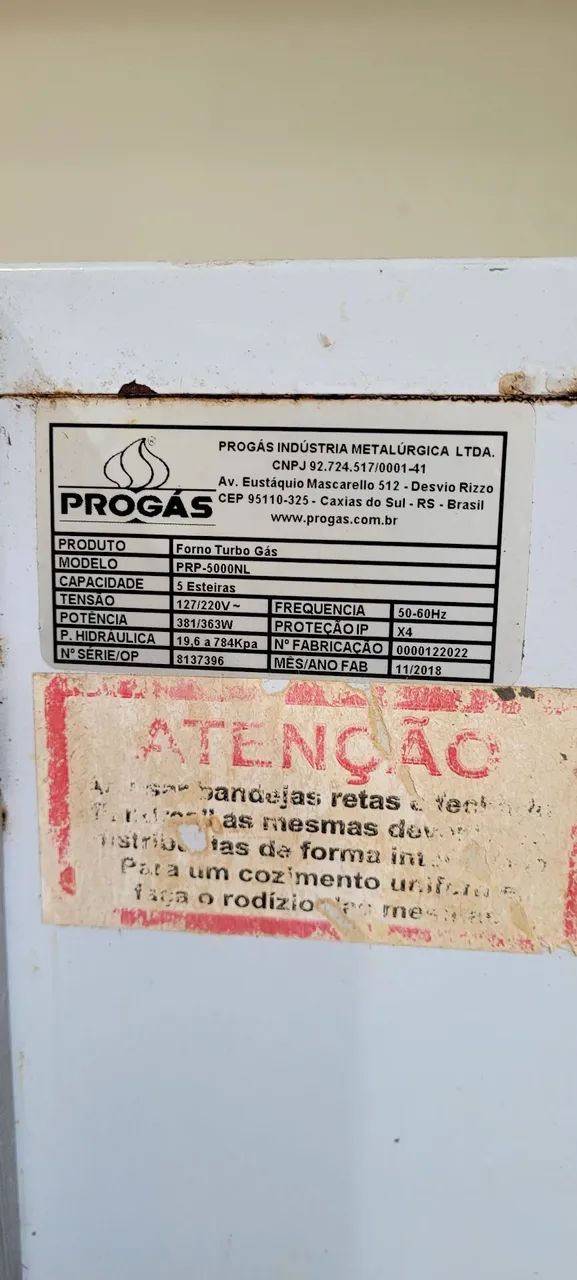 PROGÁS INDÚSTRIA METALÚRGICA LTDA.
CNPJ 92.724.517/0001-41
Av. Eustáquio Mascarello 512 - Desvio Rizzo
CEP 95110-325 - Caxias do Sul - RS - Brasil
www.progas.com.br
®
PROGÁS
PRODUTO Forno Turbo Gás
MODELO PRP-5000NL
CAPACIDADE 5 Esteiras
TENSÃO 127/220V~ FREQUENCIA 50-60Hz
POTÊNCIA 381/363W PROTEÇÃO IP X4
P. HIDRÁULICA 19,6 a 784Kpa Nº FABRICAÇÃO 0000122022
Nº SÉRIE/OP 8137396 MÊS/ANO FAB 11/2018
ATENÇÃO
bandejas retas e
as mesmas
de forma
Para um cozimento
faça o rodízio